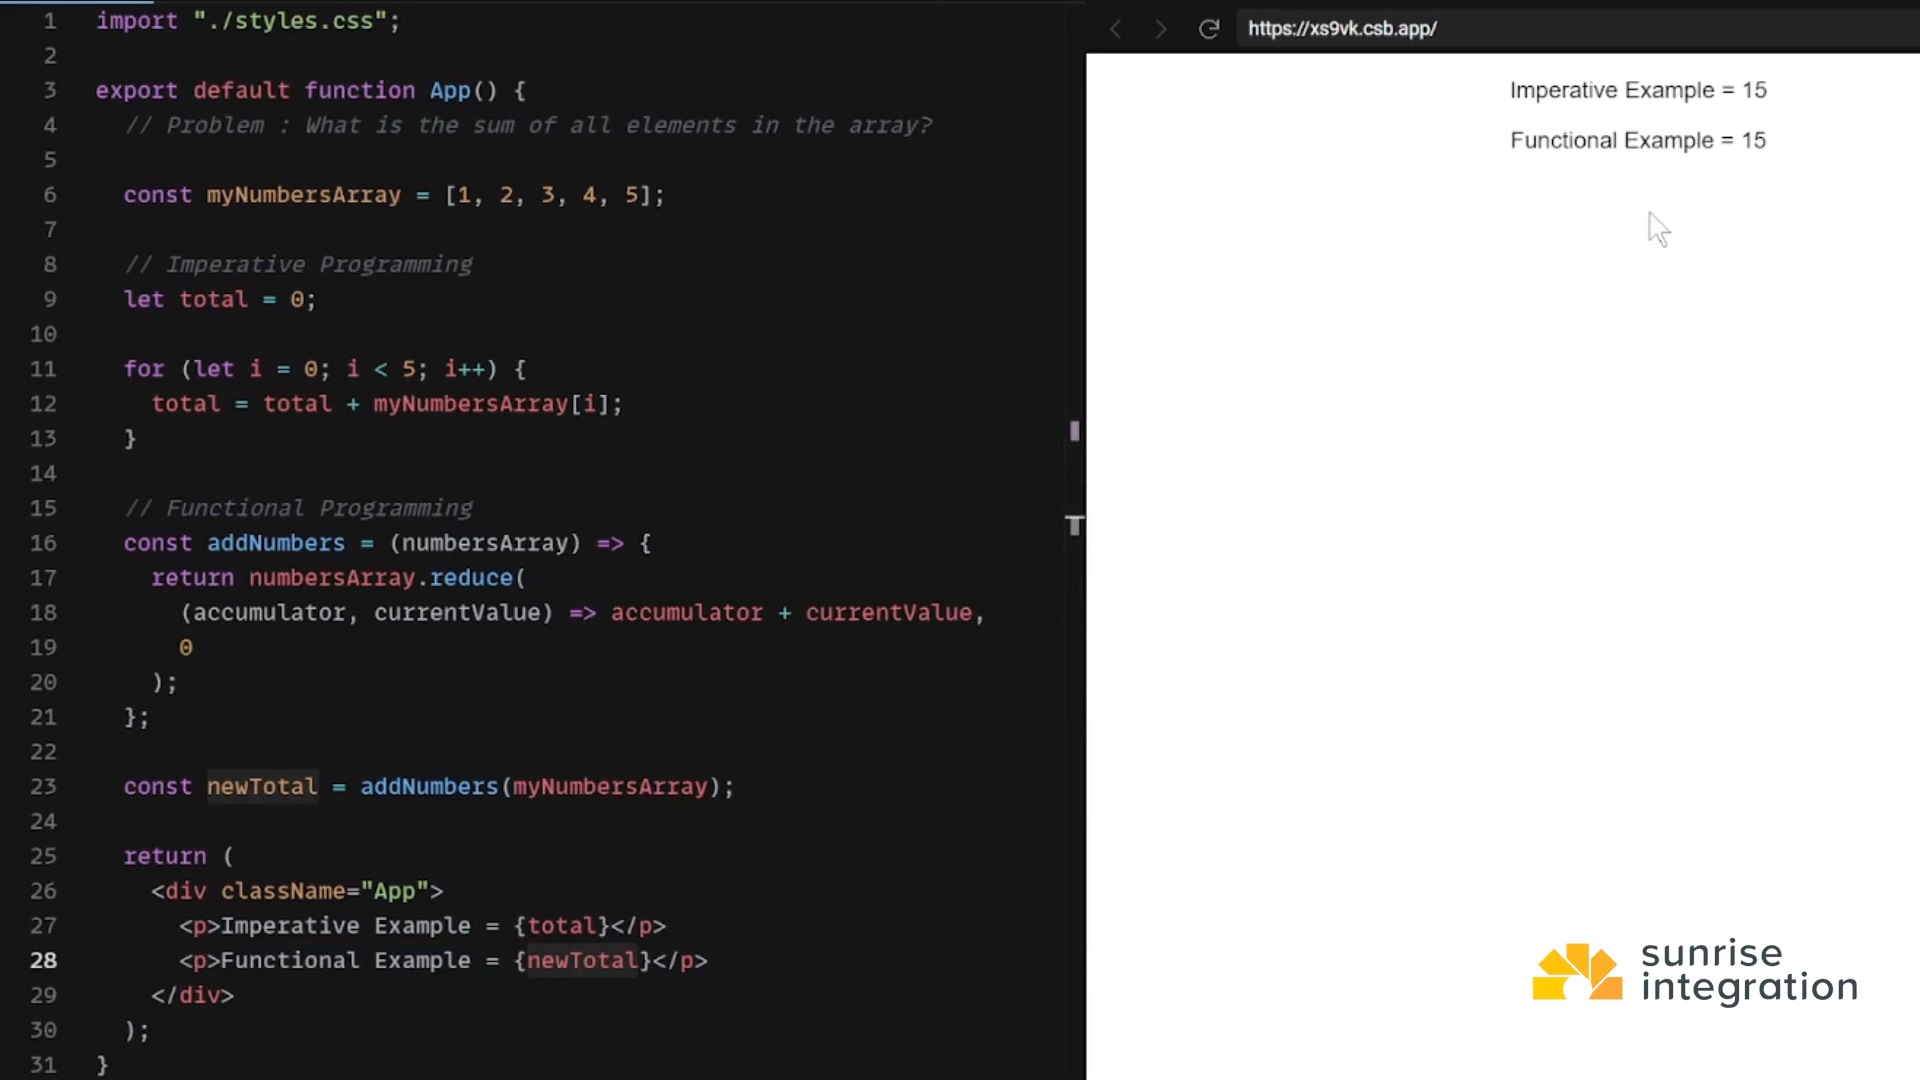 1 import "./styles.css";
2
3 export default function App() {
4 // Problem : What is the sum of all elements in the array?
5
6 const myNumbersArray = [1, 2, 3, 4, 5];
7
8 // Imperative Programming
9 let total = 0;
10
11 for (let i = 0; i < 5; i++) {
12 total = total + myNumbersArray[i];
13 }
14
15 // Functional Programming
16 const addNumbers = (numbersArray) => {
17 return numbersArray.reduce(
18 (accumulator, currentValue) => accumulator + currentValue,
19 0
20 );
21 };
22
23 const newTotal = addNumbers(myNumbersArray);
24
25 return (
26 <div className="App">
27 <p>Imperative Example = {total}</p>
28 <p>Functional Example = {newTotal}</p>
29 </div>
30 );
31 }
https://xs9vk.csb.app/
Imperative Example = 15
Functional Example = 15
sunrise
integration